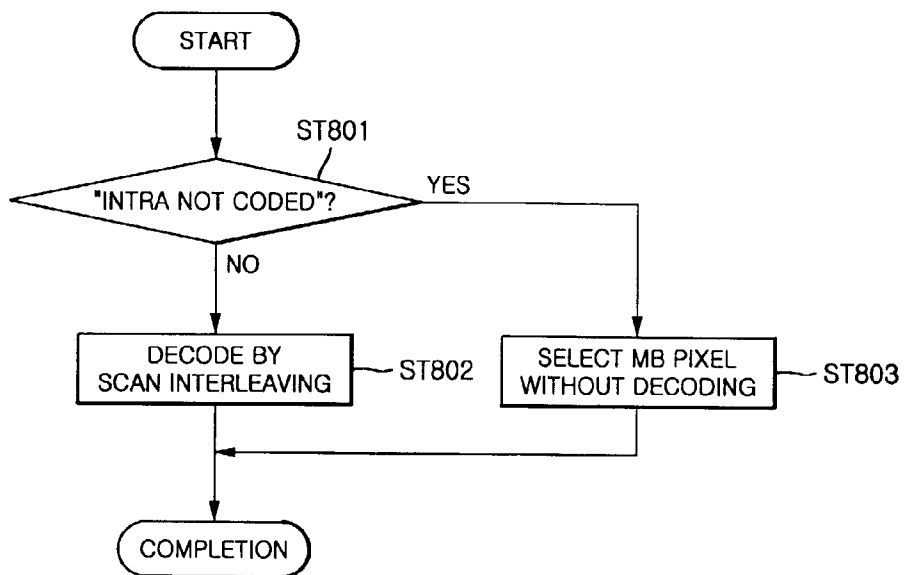 START
ST801
"INTRA NOT CODED"?
YES
NO
DECODE BY
SCAN INTERLEAVING
ST802
SELECT MB PIXEL
WITHOUT DECODING
ST803
COMPLETION